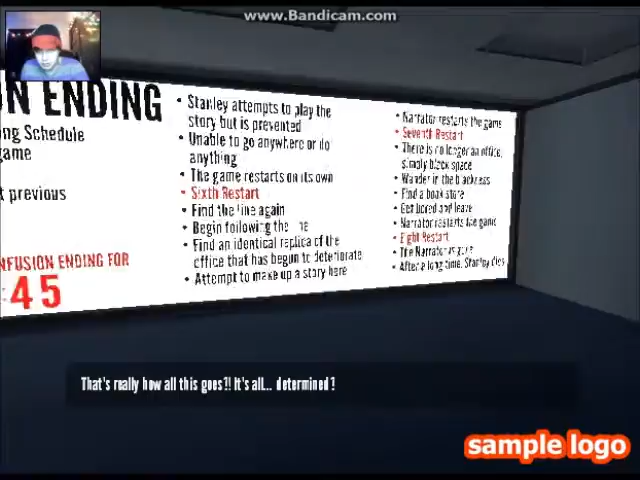 www.Bandicam.com
N ENDING
ng Schedule
game
t previous
NFUSION ENDING FOR
45
• Stanley attempts to play the
story but is prevented
• Unable to go anywhere or do
anything
• The game restarts on its own
• Sixth Restart
• Find the line again
• Begin following the
• Find an identical replica of the
office that has begun to deteriorate
• Attempt to make up a story here
• Narrator restarts the game
• Seventh Restart
• There is no longer an office,
simply black space
• Wander in the blackness
• Find a book store
• Get bored and leave
• Narrator restarts the game
• Eight Restart
• The Narrator is gone
• After a long time, Stanley dies
That's really how all this goes?! It's all... determined?
sample logo